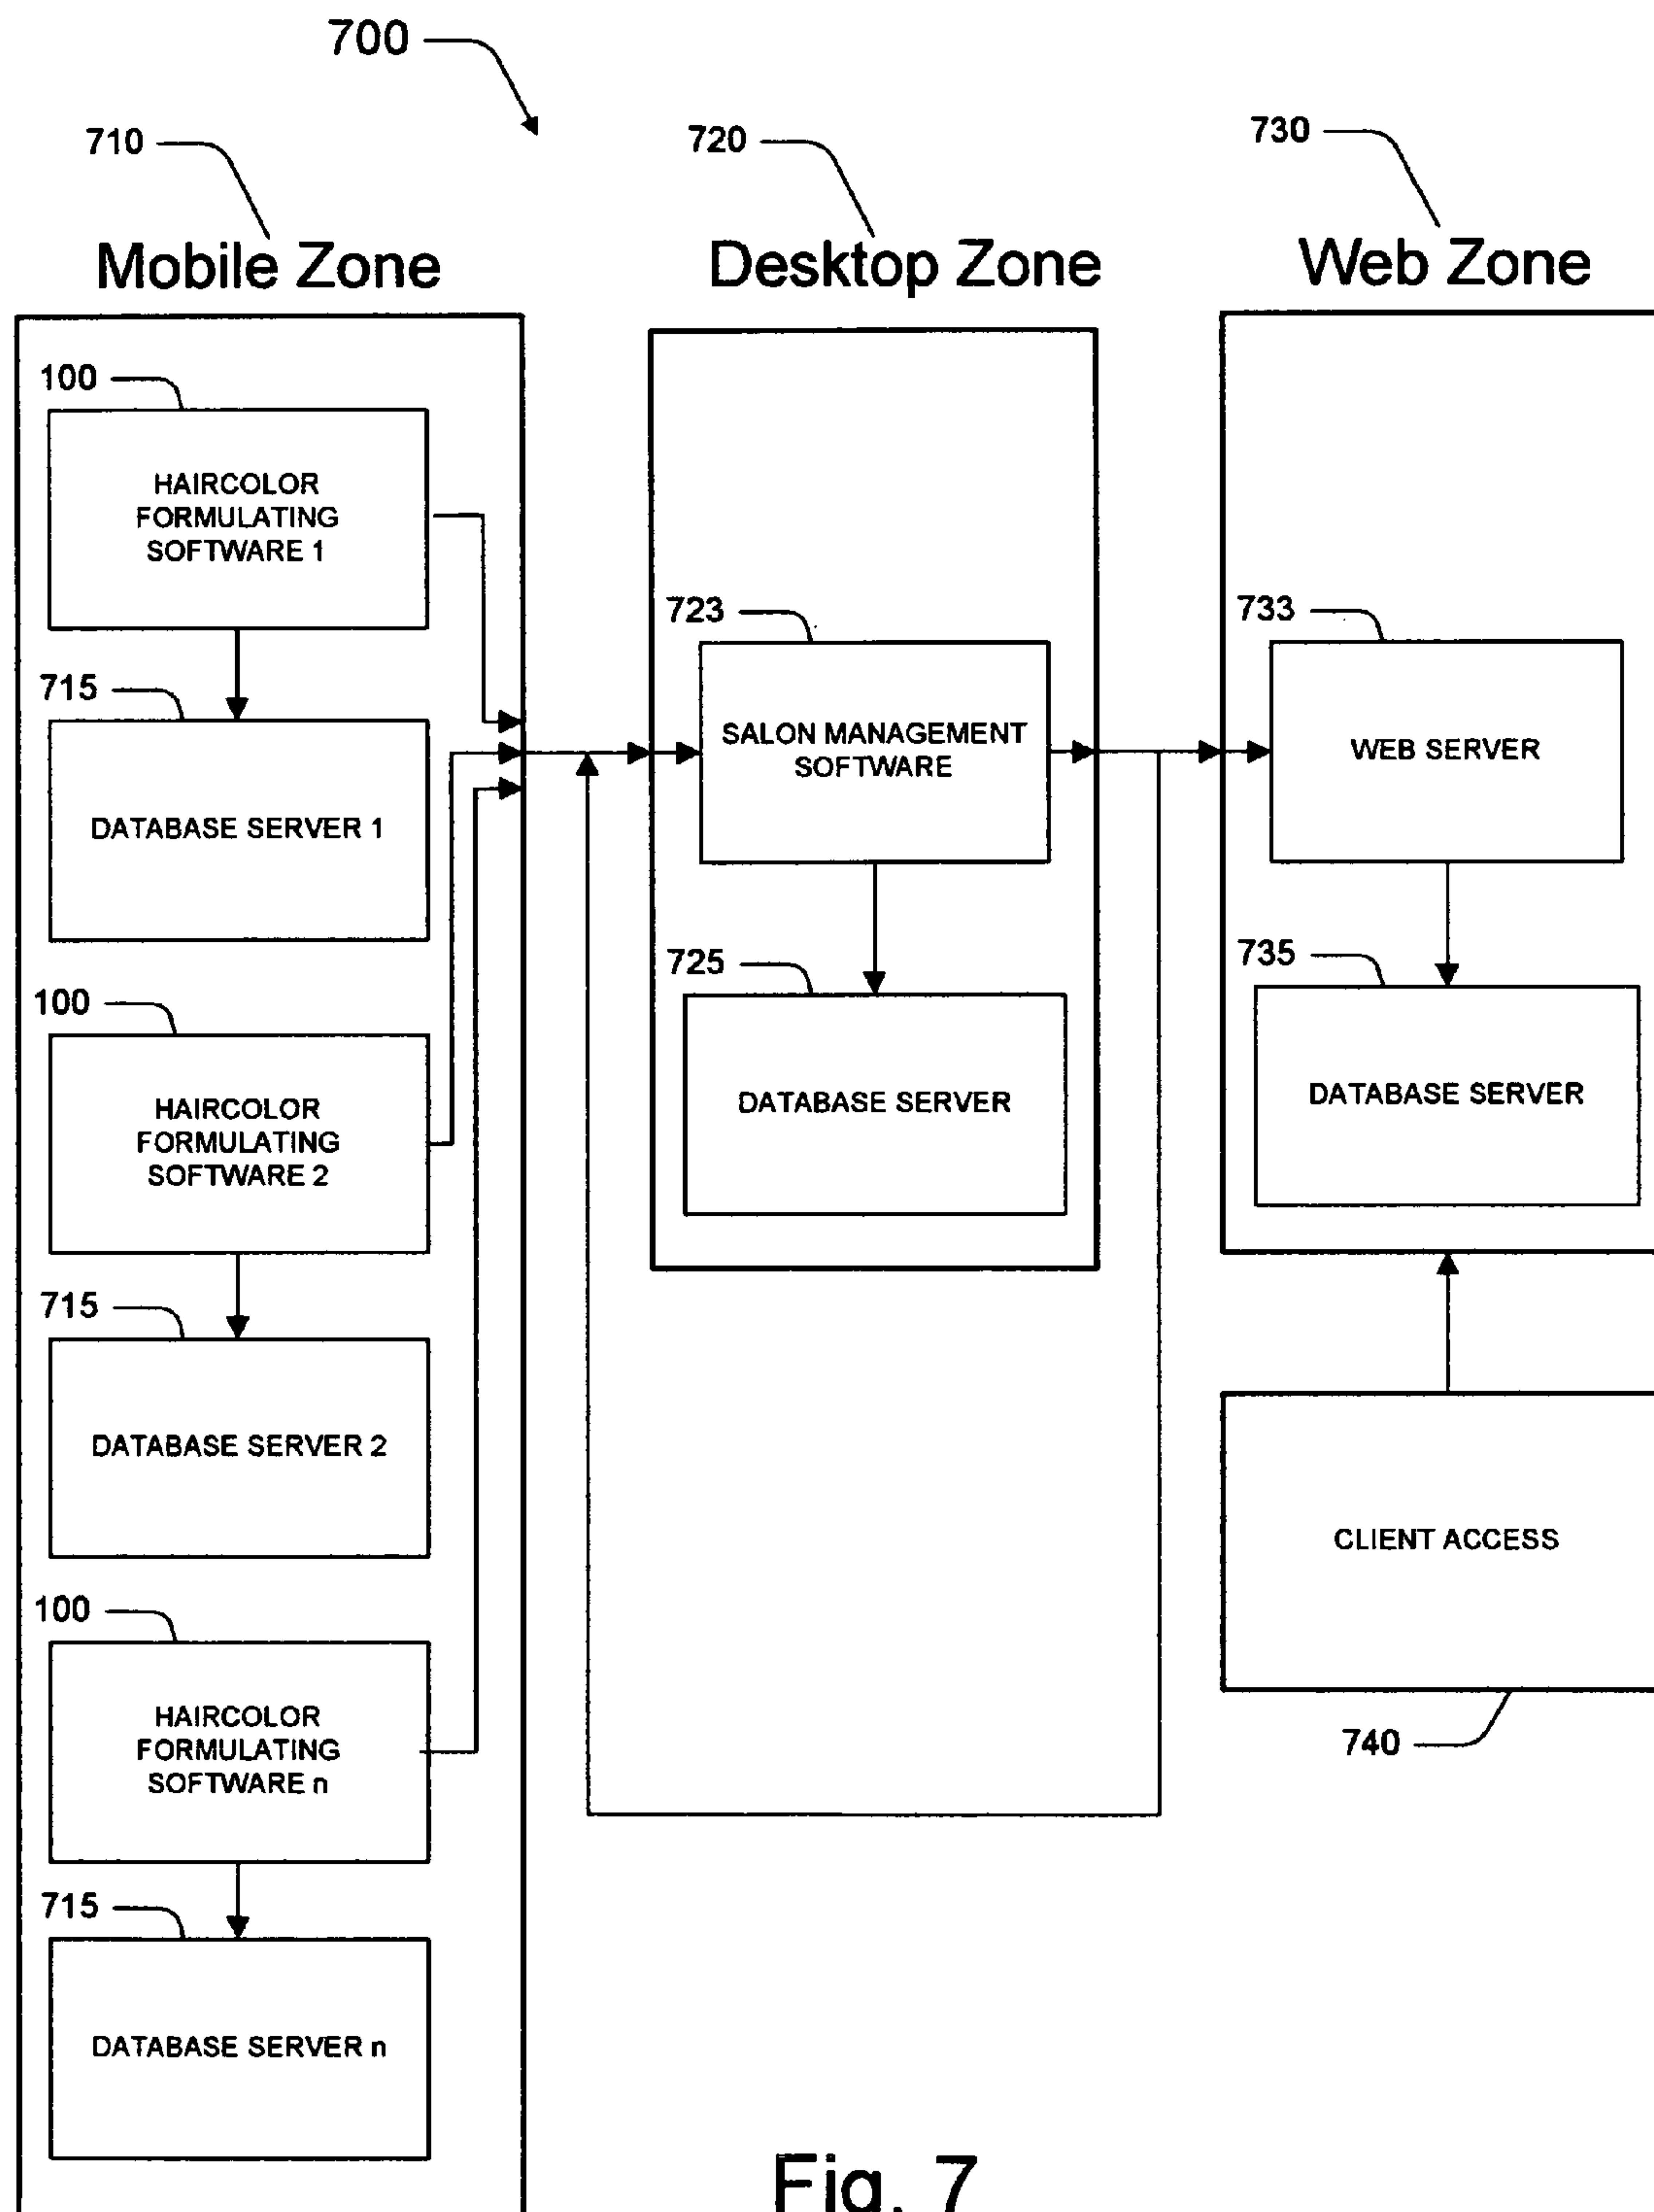 700
710
720
730
Mobile Zone
Desktop Zone
Web Zone
100
HAIRCOLOR
FORMULATING
SOFTWARE 1
715
DATABASE SERVER 1
100
HAIRCOLOR
FORMULATING
SOFTWARE 2
715
DATABASE SERVER 2
100
HAIRCOLOR
FORMULATING
SOFTWARE n
715
DATABASE SERVER n
723
SALON MANAGEMENT
SOFTWARE
725
DATABASE SERVER
733
WEB SERVER
735
DATABASE SERVER
CLIENT ACCESS
740
Fig. 7